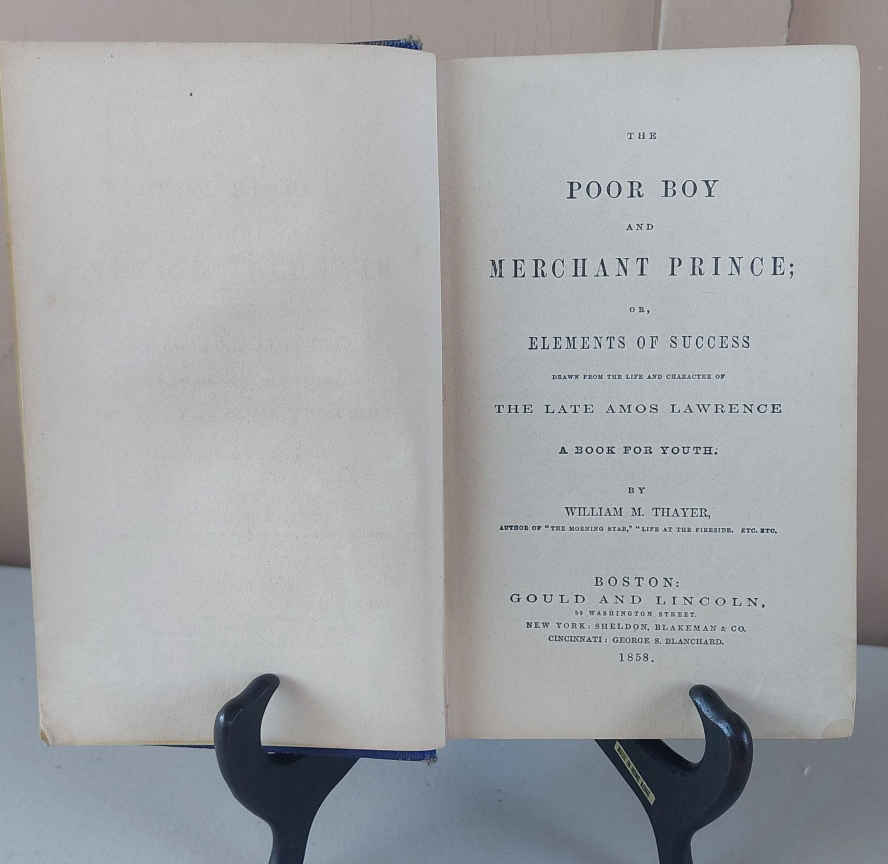 THE
POOR BOY
AND
MERCHANT PRINCE;
OR,
ELEMENTS OF SUCCESS
DRAWN FROM THE LIFE AND CHARACTER OF
THE LATE AMOS LAWRENCE
A BOOK FOR YOUTH.
BY
WILLIAM M. THAYER,
AUTHOR OF "THE MORNING STAR," "LIFE AT THE FIRESIDE. ETC. ETC,
BOSTON:
GOULD AND LINCOLN,
59 WASHINGTON STREET.
NEW YORK: SHELDON, BLAKEMAN & CO.
CINCINNATI: GEORGE S. BLANCHARD.
1858.